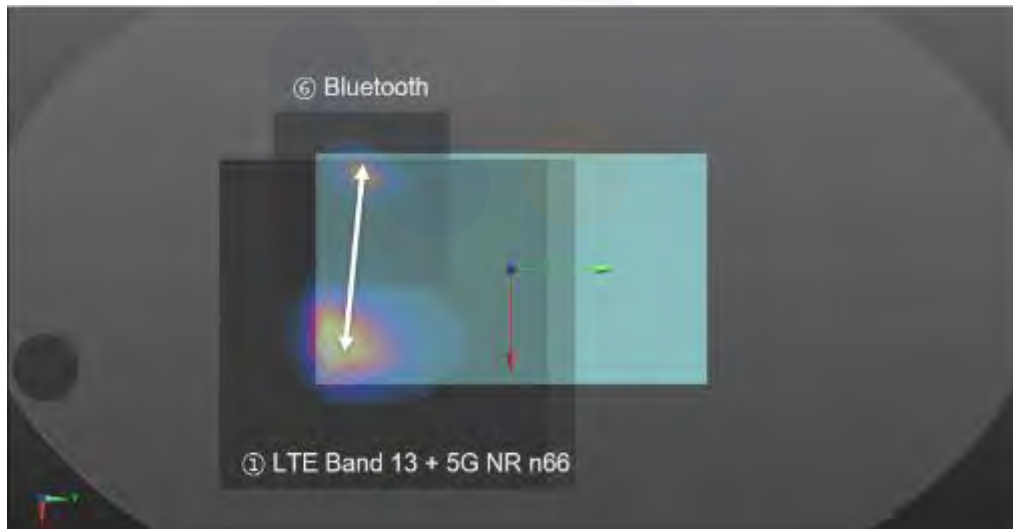 ⑥ Bluetooth
① LTE Band 13 + 5G NR n66
Y